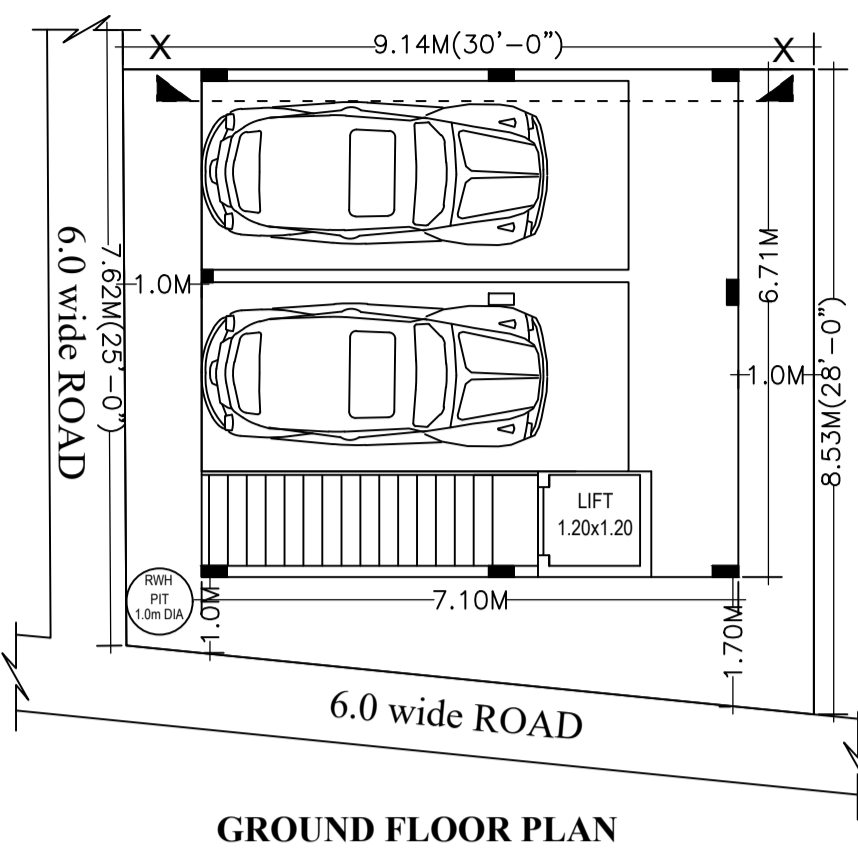 X
9.14M(30'-0")
X
6.0 wide ROAD
7.62M(25'-0")
1.0M
6.71M
1.0M
8.53M(28'-0")
LIFT
1.20x1.20
RWH
PIT
1.0m DIA
1.0M
7.10M
1.70M
6.0 wide ROAD
GROUND FLOOR PLAN